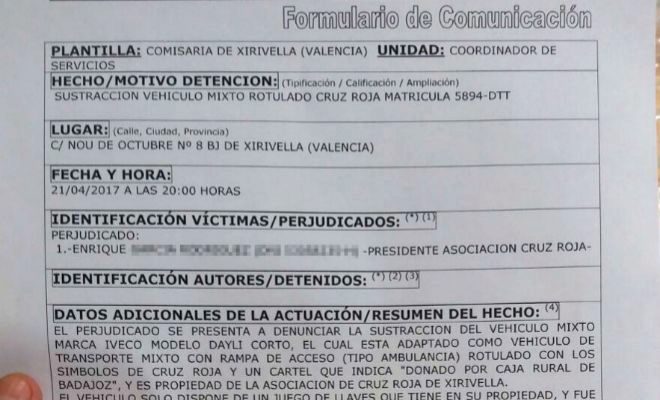 Formulario de Comunicación
PLANTILLA: COMISARIA DE XIRIVELLA (VALENCIA) UNIDAD: COORDINADOR DE
SERVICIOS
HECHO/MOTIVO DETENCION: (Tipificación / Calificación / Ampliación)
SUSTRACCION VEHICULO MIXTO ROTULADO CRUZ ROJA MATRICULA 5894-DTT
LUGAR: (Calle, Ciudad, Provincia)
C/ NOU DE OCTUBRE Nº 8 BJ DE XIRIVELLA (VALENCIA)
FECHA Y HORA:
21/04/2017 A LAS 20:00 HORAS
IDENTIFICACIÓN VÍCTIMAS/PERJUDICADOS: (*) (1)
PERJUDICADO:
1.-ENRIQUE -PRESIDENTE ASOCIACION CRUZ ROJA-
IDENTIFICACIÓN AUTORES/DETENIDOS: (*) (2) (3)
DATOS ADICIONALES DE LA ACTUACIÓN/RESUMEN DEL HECHO: (4)
EL PERJUDICADO SE PRESENTA A DENUNCIAR LA SUSTRACCION DEL VEHICULO MIXTO
MARCA IVECO MODELO DAYLI CORTO, EL CUAL ESTA ADAPTADO COMO VEHICULO DE
TRANSPORTE MIXTO CON RAMPA DE ACCESO (TIPO AMBULANCIA) ROTULADO CON LOS
SIMBOLOS DE CRUZ ROJA Y UN CARTEL QUE INDICA "DONADO POR CAJA RURAL DE
BADAJOZ", Y ES PROPIEDAD DE LA ASOCIACION DE CRUZ ROJA DE XIRIVELLA.
EL VEHICULO SOLO DISPONE DE UN JUEGO DE LLAVES QUE TIENE EN SU PROPIEDAD, Y FUE